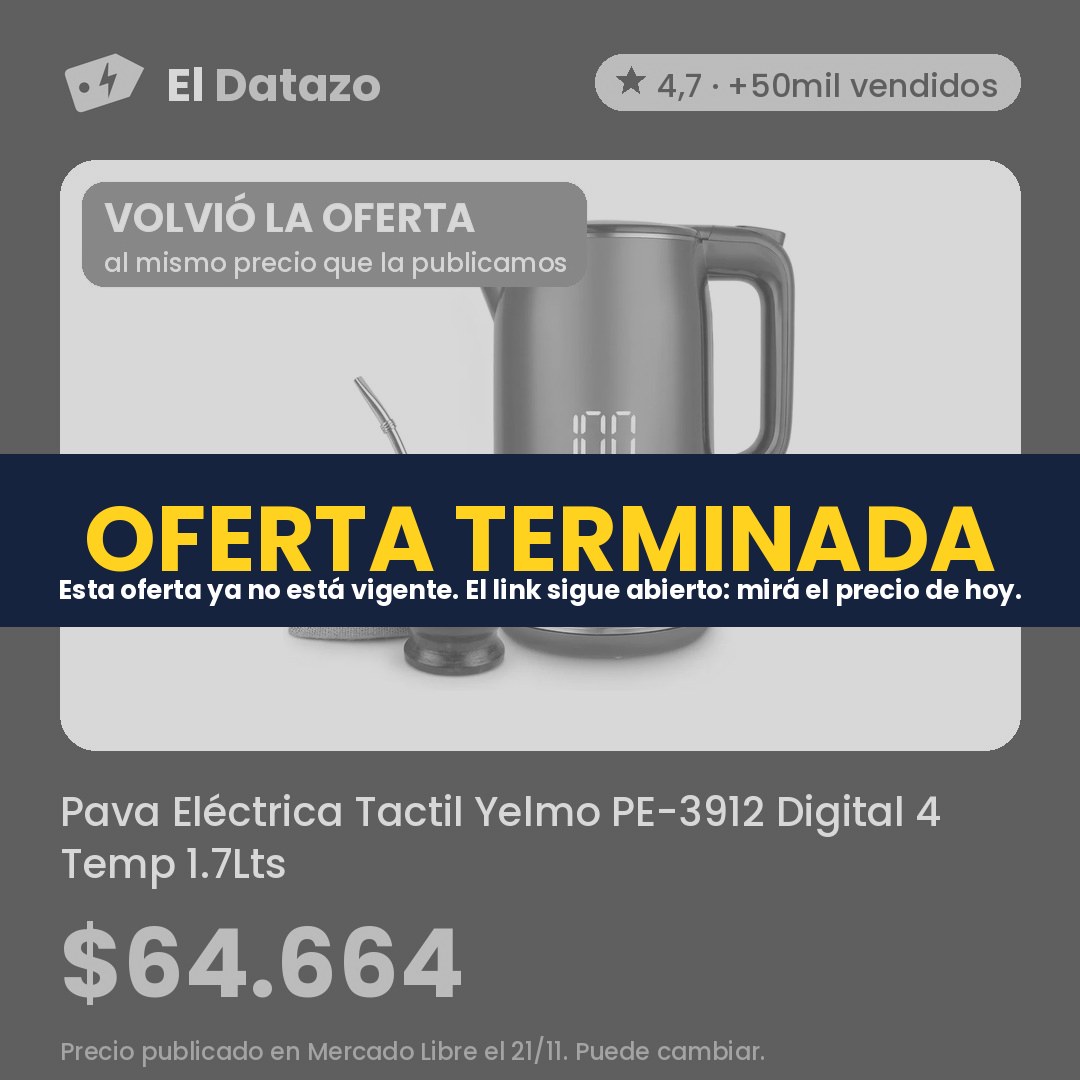 El Datazo
★ 4,7 · +50mil vendidos
VOLVIÓ LA OFERTA
al mismo precio que la publicamos
100
OFERTA TERMINADA
Esta oferta ya no está vigente. El link sigue abierto: mirá el precio de hoy.
Pava Eléctrica Tactil Yelmo PE-3912 Digital 4
Temp 1.7Lts
$64.664
Precio publicado en Mercado Libre el 21/11. Puede cambiar.